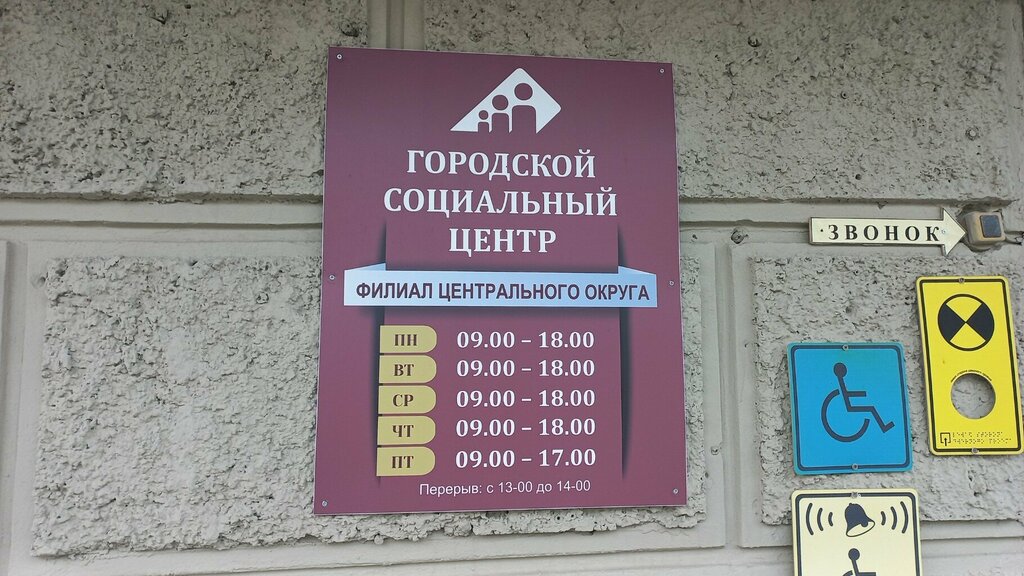 ГОРОДСКОЙ
СОЦИАЛЬНЫЙ
ЦЕНТР
ФИЛИАЛ ЦЕНТРАЛЬНОГО ОКРУГА
ПН 09.00 – 18.00
ВТ 09.00 – 18.00
СР 09.00 – 18.00
ЧТ 09.00 – 18.00
ПТ 09.00 – 17.00
Перерыв: с 13-00 до 14-00
ЗВОНОК